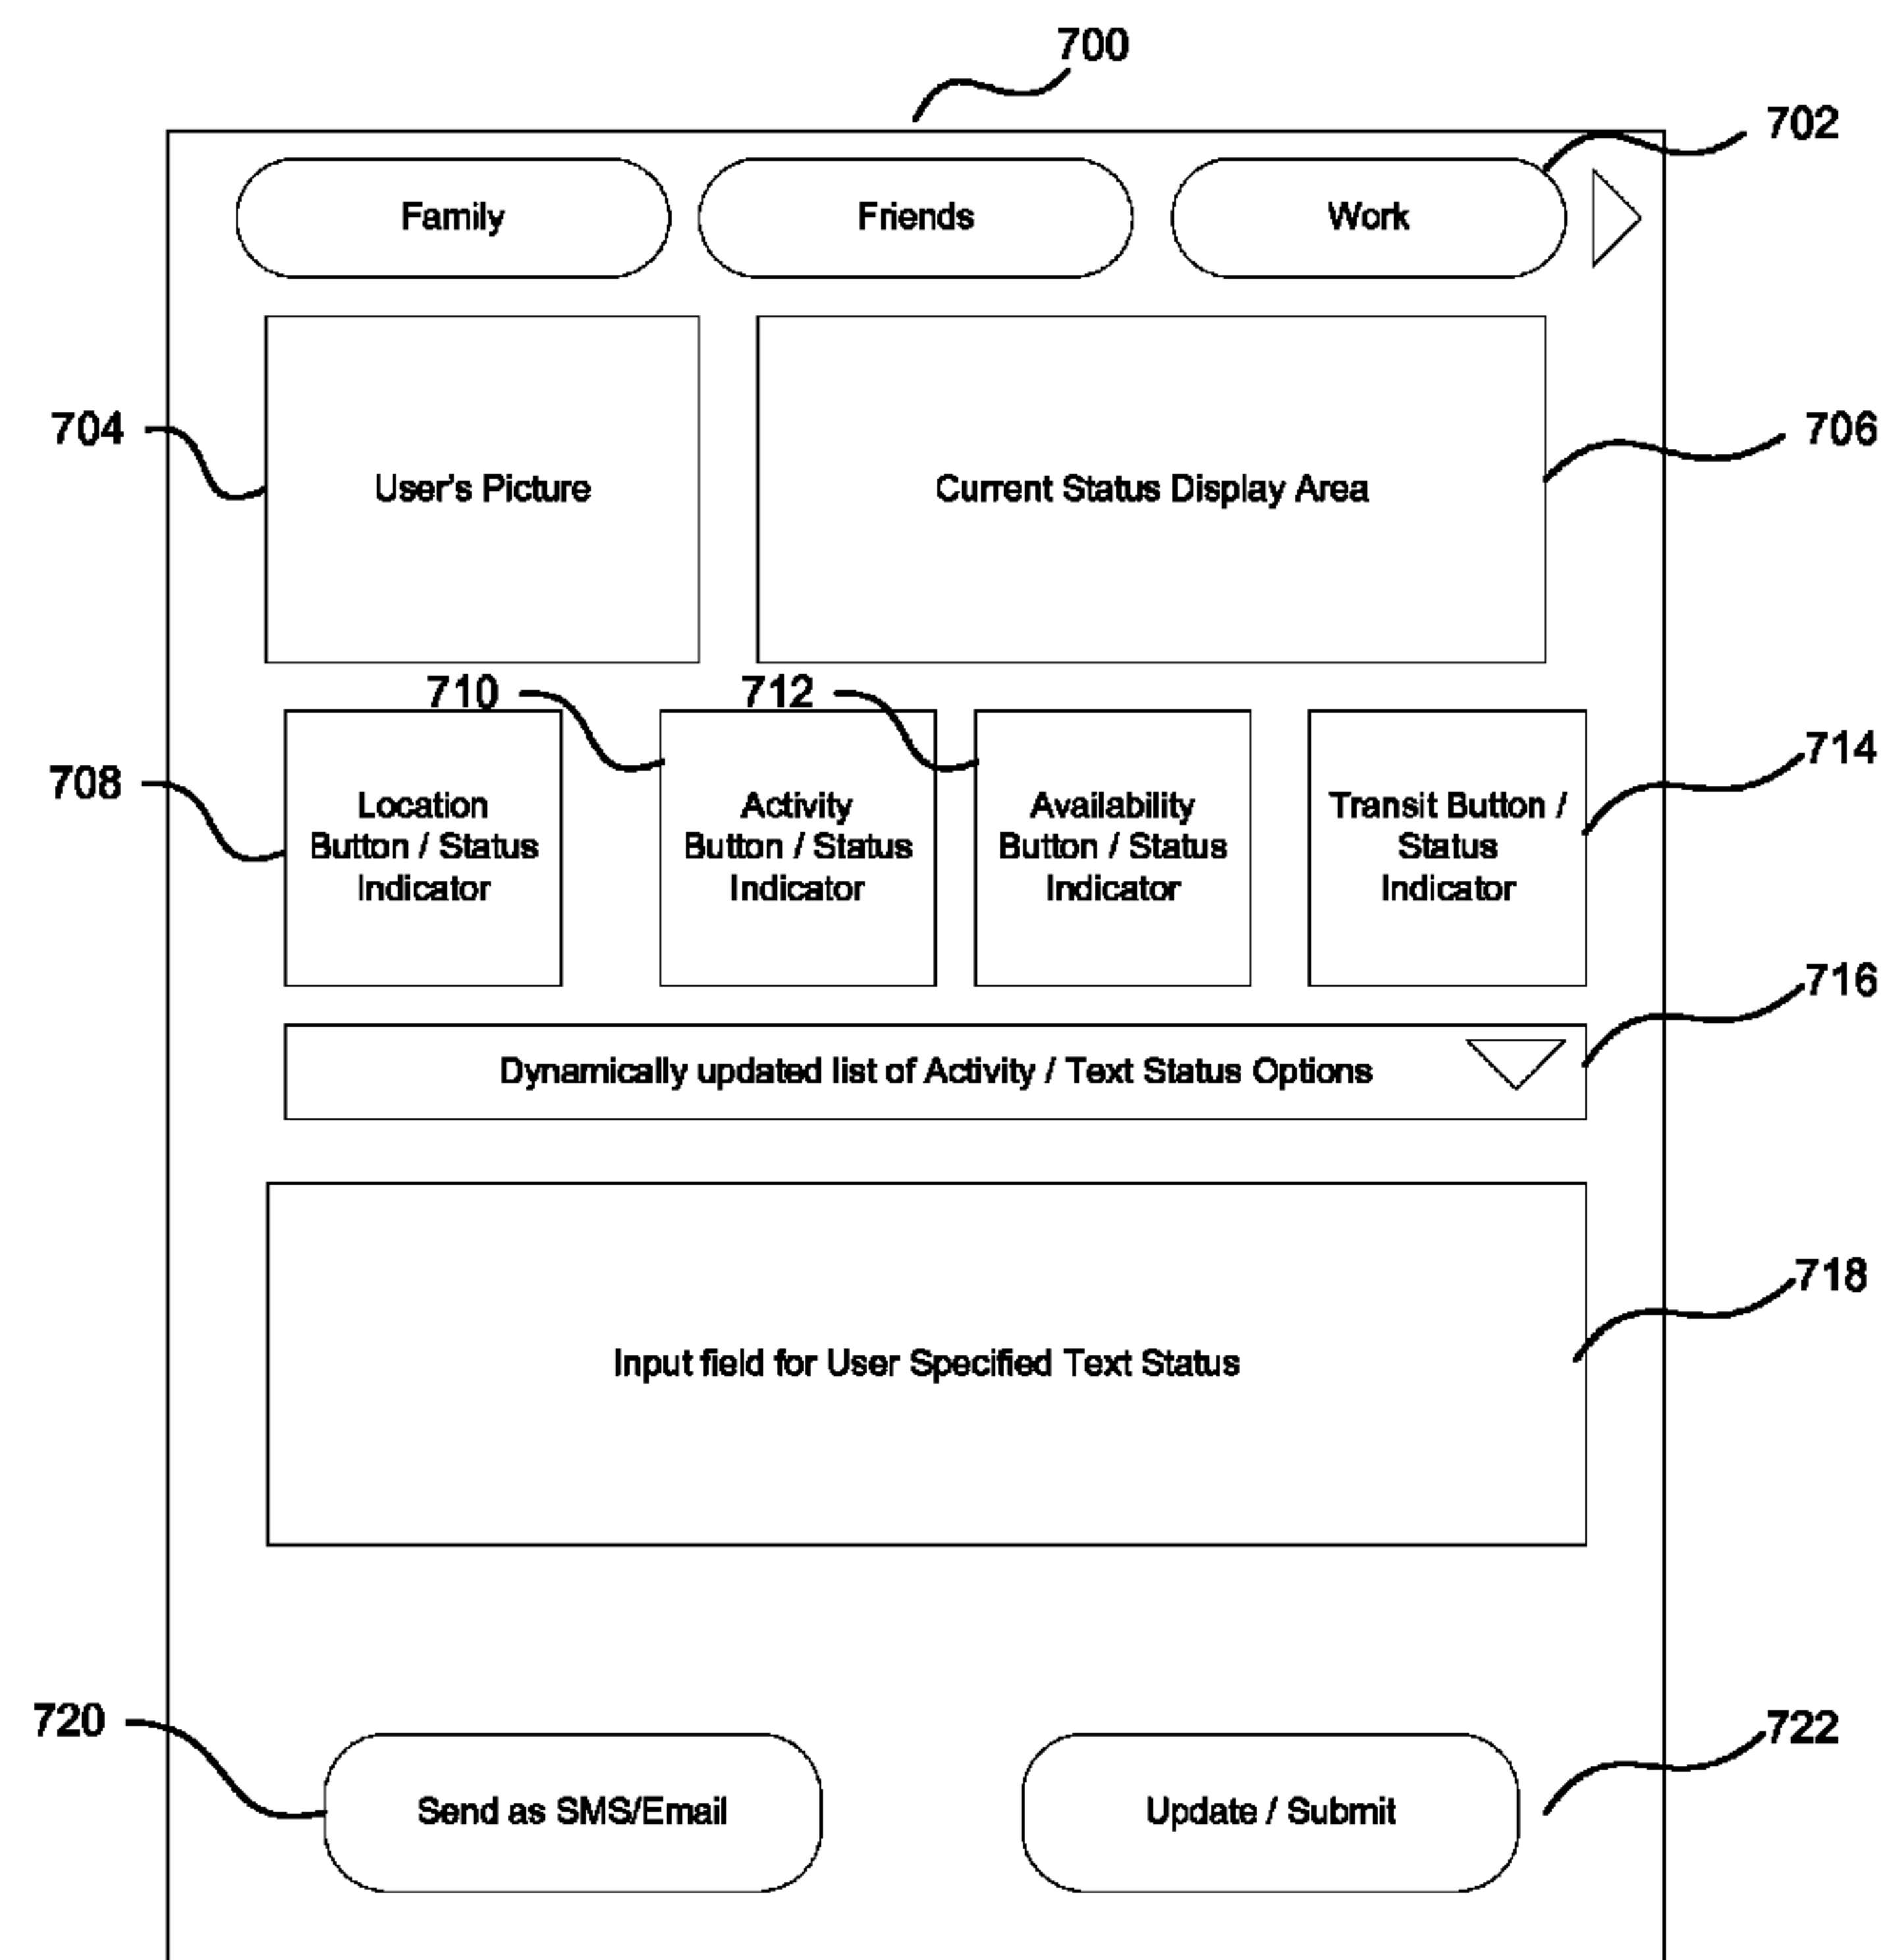 700
702
Family
Friends
Work
704
706
User's Picture
Current Status Display Area
710
712
708
714
Location
Button / Status
Indicator
Activity
Button / Status
Indicator
Availability
Button / Status
Indicator
Transit Button /
Status
Indicator
716
Dynamically updated list of Activity / Text Status Options
718
Input field for User Specified Text Status
720
722
Send as SMS/Email
Update / Submit